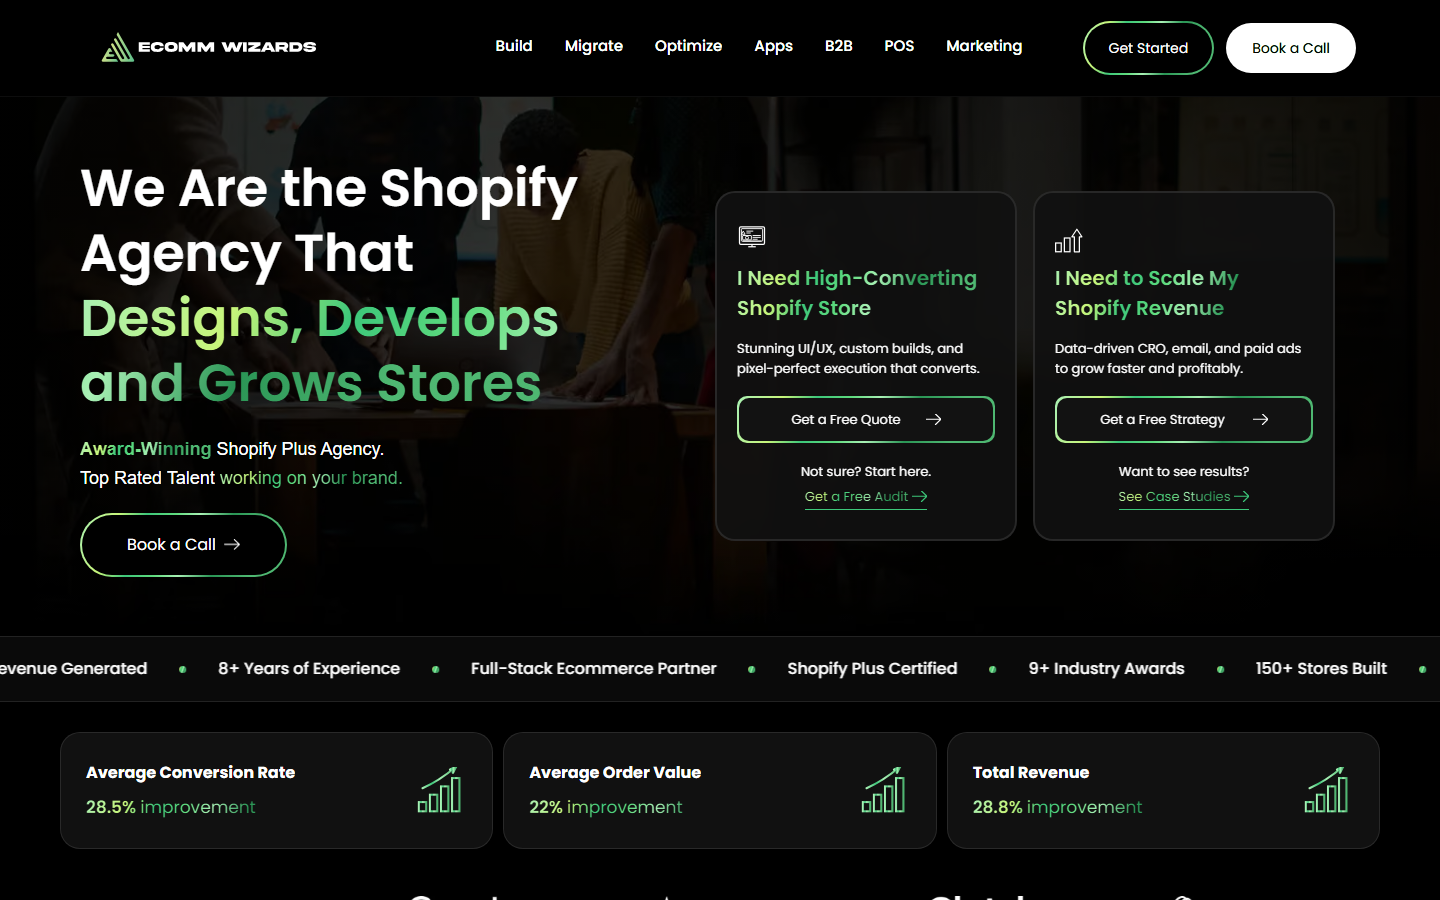 ECOMM WIZARDS
Build Migrate Optimize Apps B2B POS Marketing
Get Started
Book a Call
We Are the Shopify
Agency That
Designs, Develops
and Grows Stores
Award-Winning Shopify Plus Agency.
Top Rated Talent working on your brand.
Book a Call
I Need High-Converting
Shopify Store
Stunning UI/UX, custom builds, and
pixel-perfect execution that converts.
Get a Free Quote
Not sure? Start here.
Get a Free Audit
I Need to Scale My
Shopify Revenue
Data-driven CRO, email, and paid ads
to grow faster and profitably.
Get a Free Strategy
Want to see results?
See Case Studies
Generated 8+ Years of Experience Full-Stack Ecommerce Partner Shopify Plus Certified 9+ Industry Awards 150+ Stores Built
Average Conversion Rate
28.5% improvement
Average Order Value
22% improvement
Total Revenue
28.8% improvement